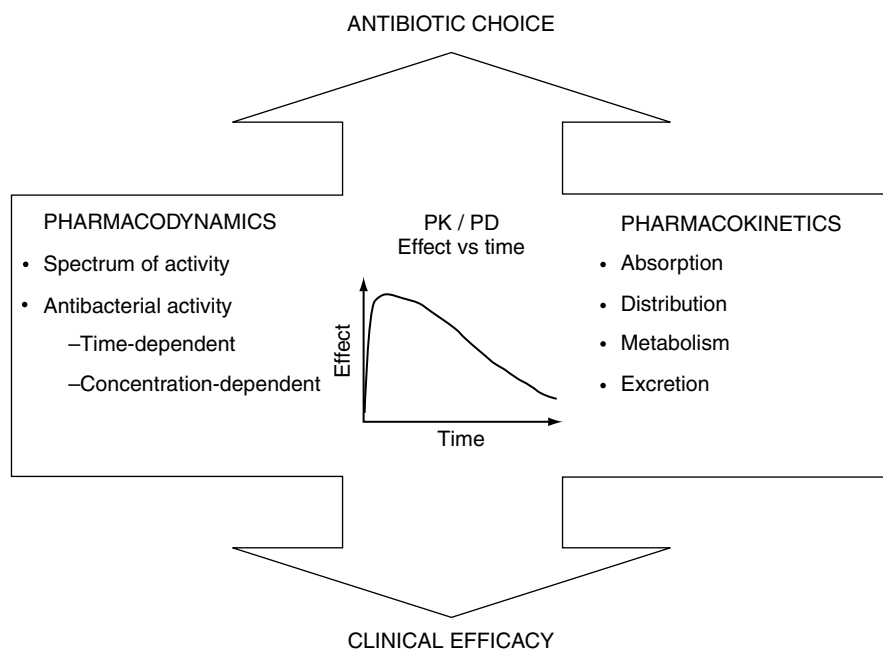 ANTIBIOTIC CHOICE
PHARMACODYNAMICS
• Spectrum of activity
• Antibacterial activity
–Time-dependent
–Concentration-dependent
PK / PD
Effect vs time
Effect
Time
PHARMACOKINETICS
• Absorption
• Distribution
• Metabolism
• Excretion
CLINICAL EFFICACY